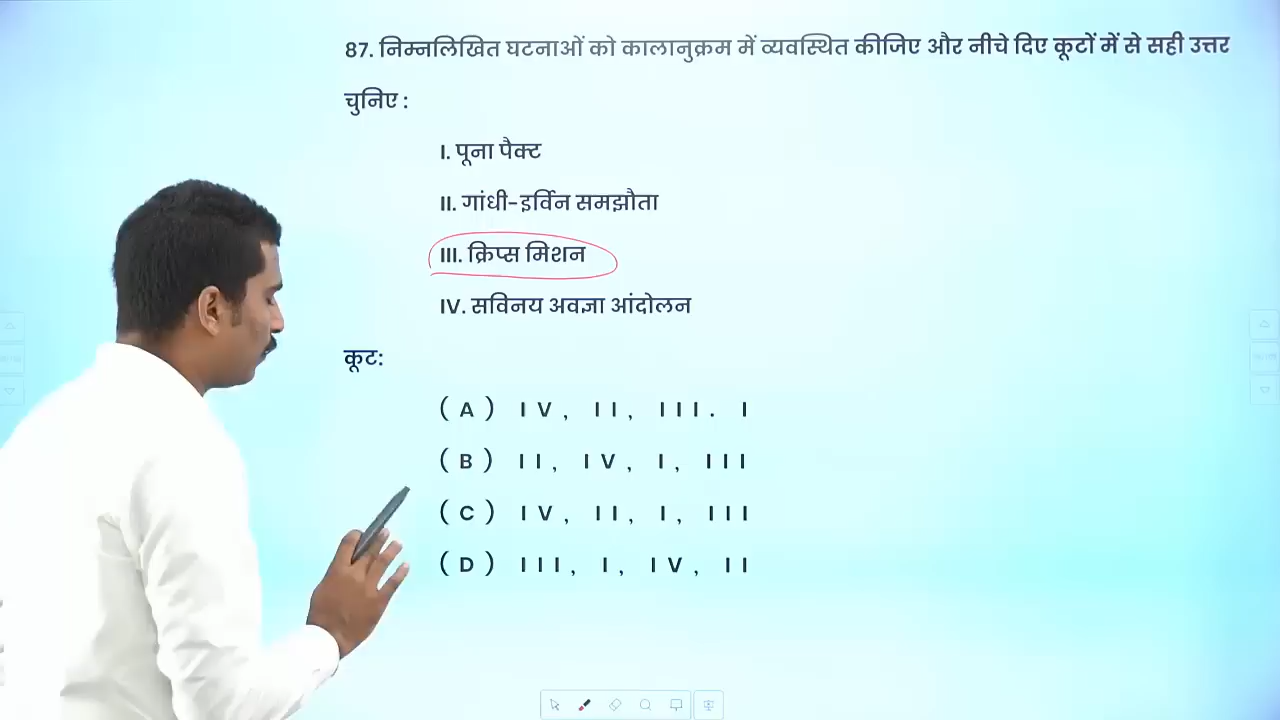 87. निम्नलिखित घटनाओं को कालानुक्रम में व्यवस्थित कीजिए और नीचे दिए कूटों में से सही उत्तर
चुनिए :
I. पूना पैक्ट
II. गांधी-इर्विन समझौता
III. क्रिप्स मिशन
IV. सविनय अवज्ञा आंदोलन
कूट:
(A) IV, II, III. I
(B) II, IV, I, III
(C) IV, II, I, III
(D) III, I, IV, II